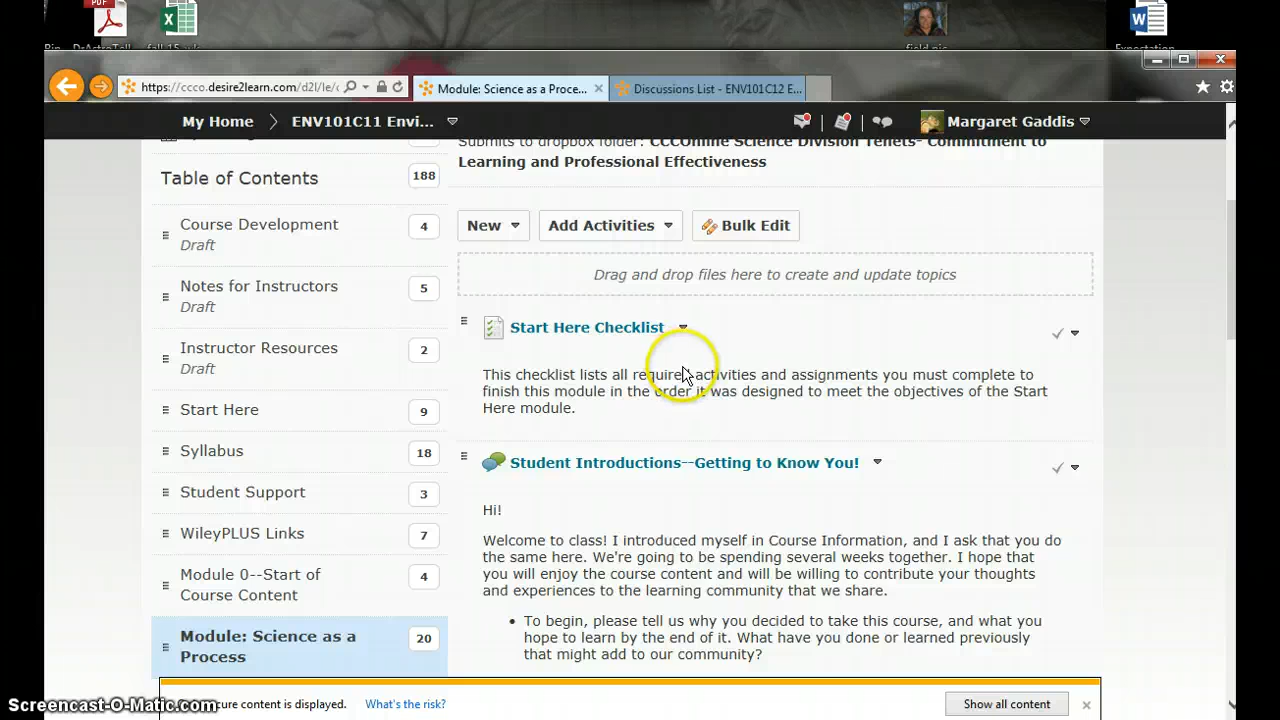 PDF
DrAstroTell
field pic
Expectation
https://ccco.desire2learn.com/d2l/le/c
Module: Science as a Proce...
Discussions List - ENV101C12 E...
My Home
ENV101C11 Envi...
Margaret Gaddis
Submits to dropbox folder: CCCOnline Science Division Tenets- Commitment to
Learning and Professional Effectiveness
Table of Contents
188
New
Add Activities
Bulk Edit
Course Development
4
Draft
Drag and drop files here to create and update topics
Notes for Instructors
5
Draft
Start Here Checklist
Instructor Resources
2
Draft
This checklist lists all required activities and assignments you must complete to
finish this module in the order it was designed to meet the objectives of the Start
Here module.
Start Here
9
Syllabus
18
Student Introductions--Getting to Know You!
Student Support
3
Hi!
WileyPLUS Links
7
Welcome to class! I introduced myself in Course Information, and I ask that you do
the same here. We're going to be spending several weeks together. I hope that
you will enjoy the course content and will be willing to contribute your thoughts
and experiences to the learning community that we share.
Module 0--Start of
Course Content
4
• To begin, please tell us why you decided to take this course, and what you
hope to learn by the end of it. What have you done or learned previously
that might add to our community?
Module: Science as a
Process
20
cure content is displayed.
What's the risk?
Show all content
Screencast-O-Matic.com